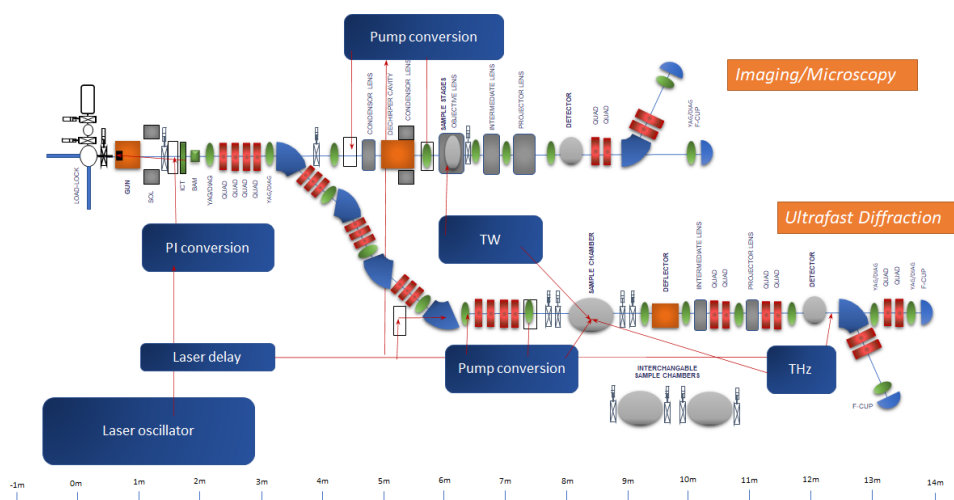 Pump conversion
Imaging/Microscopy
LOAD-LOCK
GUN
SOL
ICT
BAM
YAG/DIAG
QUAD
QUAD
QUAD
QUAD
YAG/DIAG
CONDENSOR LENS
DECHIRPER CAVITY
CONDENSOR LENS
SAMPLE STAGES
OBJECTIVE LENS
INTERMEDIATE LENS
PROJECTOR LENS
DETECTOR
QUAD
QUAD
YAG/DIAG
F-CUP
Ultrafast Diffraction
PI conversion
TW
SAMPLE CHAMBER
DEFLECTOR
INTERMEDIATE LENS
QUAD
QUAD
PROJECTOR LENS
QUAD
QUAD
DETECTOR
YAG/DIAG
QUAD
QUAD
YAG/DIAG
F-CUP
Laser delay
Pump conversion
THz
INTERCHANGABLE
SAMPLE CHAMBERS
F-CUP
Laser oscillator
-1m 0m 1m 2m 3m 4m 5m 6m 7m 8m 9m 10m 11m 12m 13m 14m